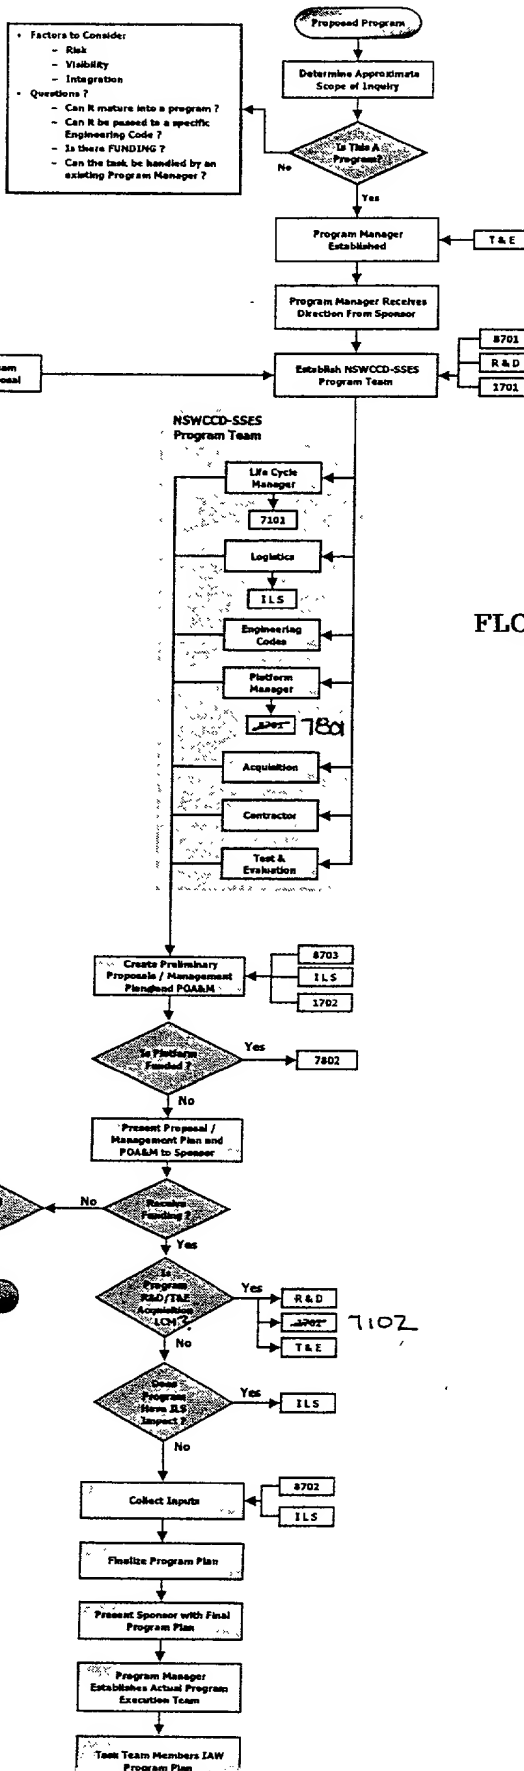 Proposed Program
• Factors to Consider
– Risk
– Visibility
– Integration
• Questions ?
– Can it mature into a program ?
– Can it be passed to a specific
Engineering Code ?
– Is there FUNDING ?
– Can the task be handled by an
existing Program Manager ?
Determine Approximate
Scope of Inquiry
Is This A
Program?
No
Yes
Program Manager
Established
T & E
Program Manager Receives
Direction From Sponsor
8701
R & D
1701
Establish NSWCCD-SSES
Program Team
NSWCCD-SSES
Program Team
Life Cycle
Manager
7101
Logistics
ILS
FLO
Engineering
Codes
Platform
Manager
7801
Acquisition
Contractor
Test &
Evaluation
Create Preliminary
Proposals / Management
POA&M
8703
ILS
1702
Is Platform
Funded ?
Yes
7802
No
Present Proposal /
Management Plan and
POA&M to Sponsor
Receive
Funding ?
No
Yes
Is
Program
R&D/T&E
Acquisition
LCM ?
Yes
R & D
7102
T & E
No
Does
Program
Have ILS
Impact ?
Yes
ILS
No
Collect Inputs
8702
ILS
Finalize Program Plan
Present Sponsor with Final
Program Plan
Program Manager
Establishes Actual Program
Execution Team
Task Team Members IAW
Program Plan